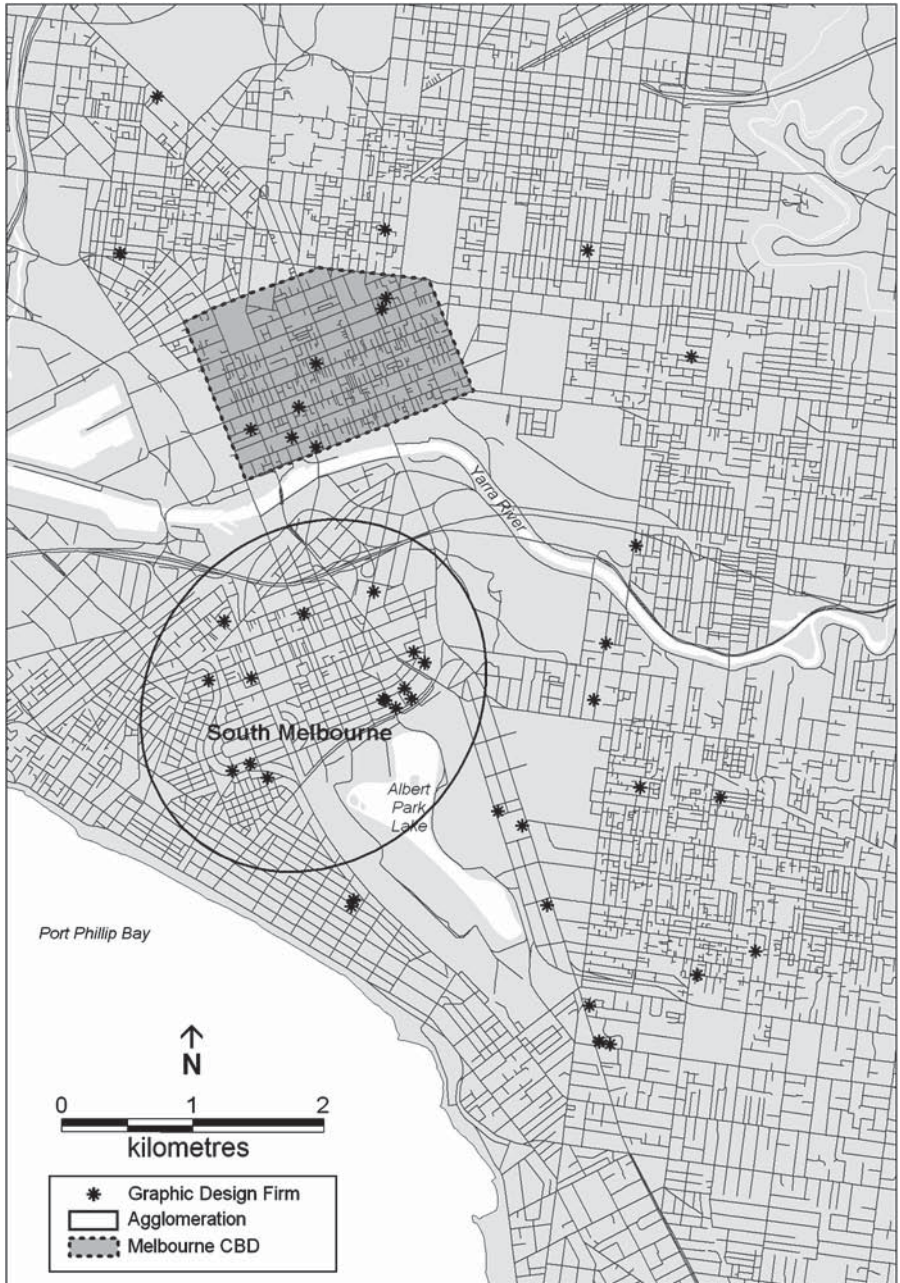 Yarra River
South Melbourne
Albert
Park
Lake
Port Phillip Bay
N
0 1 2
kilometres
Graphic Design Firm
Agglomeration
Melbourne CBD